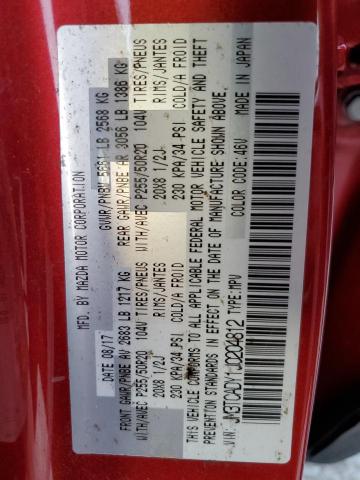 MFD. BY MAZDA MOTOR CORPORATION
DATE 08/17 GVWR/PNBV 5661 LB 2568 KG
FRONT GAWR/PNBE AV 2683 LB 1217 KG REAR GAWR/PNBE AR 3056 LB 1386 KG
WITH/AVEC P255/50R20 104V TIRES/PNEUS WITH/AVEC P255/50R20 104V TIRES/PNEUS
20X8 1/2J RIMS/JANTES 20X8 1/2J RIMS/JANTES
230 KPA/34 PSI COLD/A FROID 230 KPA/34 PSI COLD/A FROID
THIS VEHICLE CONFORMS TO ALL APPLICABLE FEDERAL MOTOR VEHICLE SAFETY AND THEFT
PREVENTION STANDARDS IN EFFECT ON THE DATE OF MANUFACTURE SHOWN ABOVE.
COLOR CODE: 46V MADE IN JAPAN
VIN: JM3TCADY1J0204812 TYPE:MPV